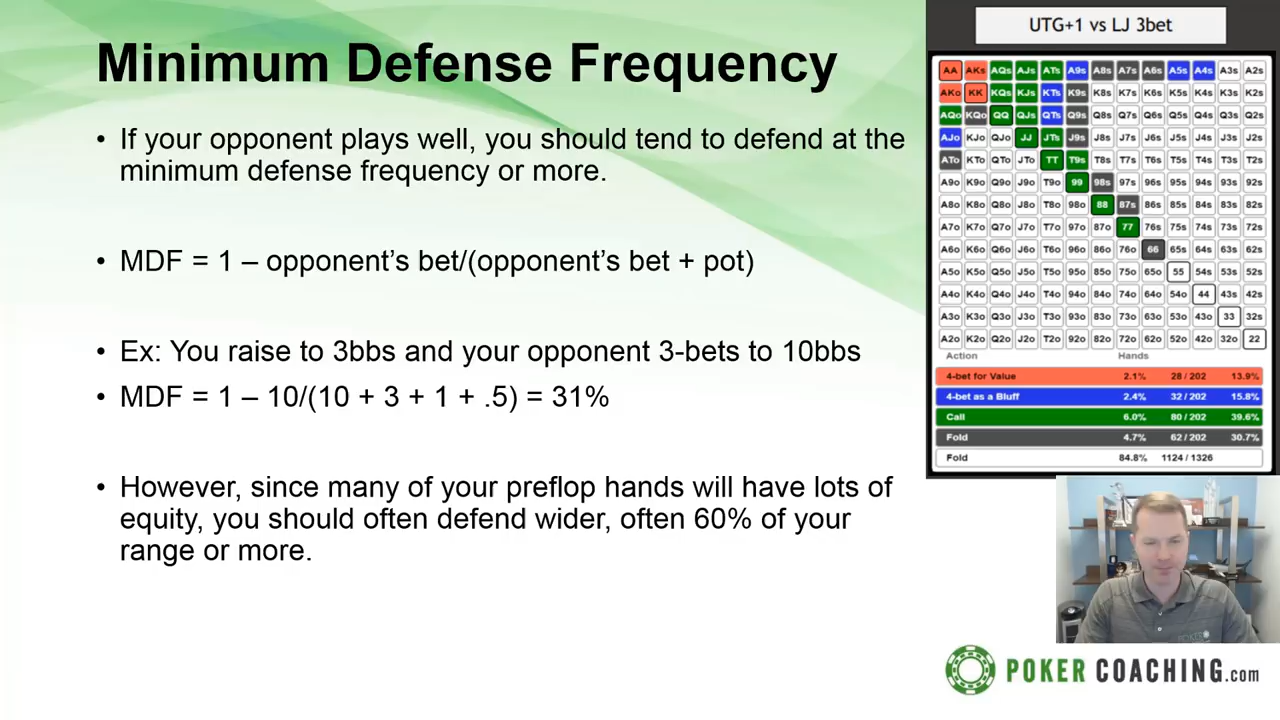 Minimum Defense Frequency
• If your opponent plays well, you should tend to defend at the
minimum defense frequency or more.
• MDF = 1 – opponent's bet/(opponent's bet + pot)
• Ex: You raise to 3bbs and your opponent 3-bets to 10bbs
• MDF = 1 – 10/(10 + 3 + 1 + .5) = 31%
• However, since many of your preflop hands will have lots of
equity, you should often defend wider, often 60% of your
range or more.
UTG+1 vs LJ 3bet
AA AKs AQs AJs ATs A9s A8s A7s A6s A5s A4s A3s A2s
AKo KK KQs KJs KTs K9s K8s K7s K6s K5s K4s K3s K2s
AQo KQo QQ QJs QTs Q9s Q8s Q7s Q6s Q5s Q4s Q3s Q2s
AJo KJo QJo JJ JTs J9s J8s J7s J6s J5s J4s J3s J2s
ATo KTo QTo JTo TT T9s T8s T7s T6s T5s T4s T3s T2s
A9o K9o Q9o J9o T9o 99 98s 97s 96s 95s 94s 93s 92s
A8o K8o Q8o J8o T8o 98o 88 87s 86s 85s 84s 83s 82s
A7o K7o Q7o J7o T7o 97o 87o 77 76s 75s 74s 73s 72s
A6o K6o Q6o J6o T6o 96o 86o 76o 66 65s 64s 63s 62s
A5o K5o Q5o J5o T5o 95o 85o 75o 65o 55 54s 53s 52s
A4o K4o Q4o J4o T4o 94o 84o 74o 64o 54o 44 43s 42s
A3o K3o Q3o J3o T3o 93o 83o 73o 63o 53o 43o 33 32s
A2o K2o Q2o J2o T2o 92o 82o 72o 62o 52o 42o 32o 22
Action Hands
4-bet for Value 2.1% 28 / 202 13.9%
4-bet as a Bluff 2.4% 32 / 202 15.8%
Call 6.0% 80 / 202 39.6%
Fold 4.7% 62 / 202 30.7%
Fold 84.8% 1124 / 1326
POKER COACHING.com